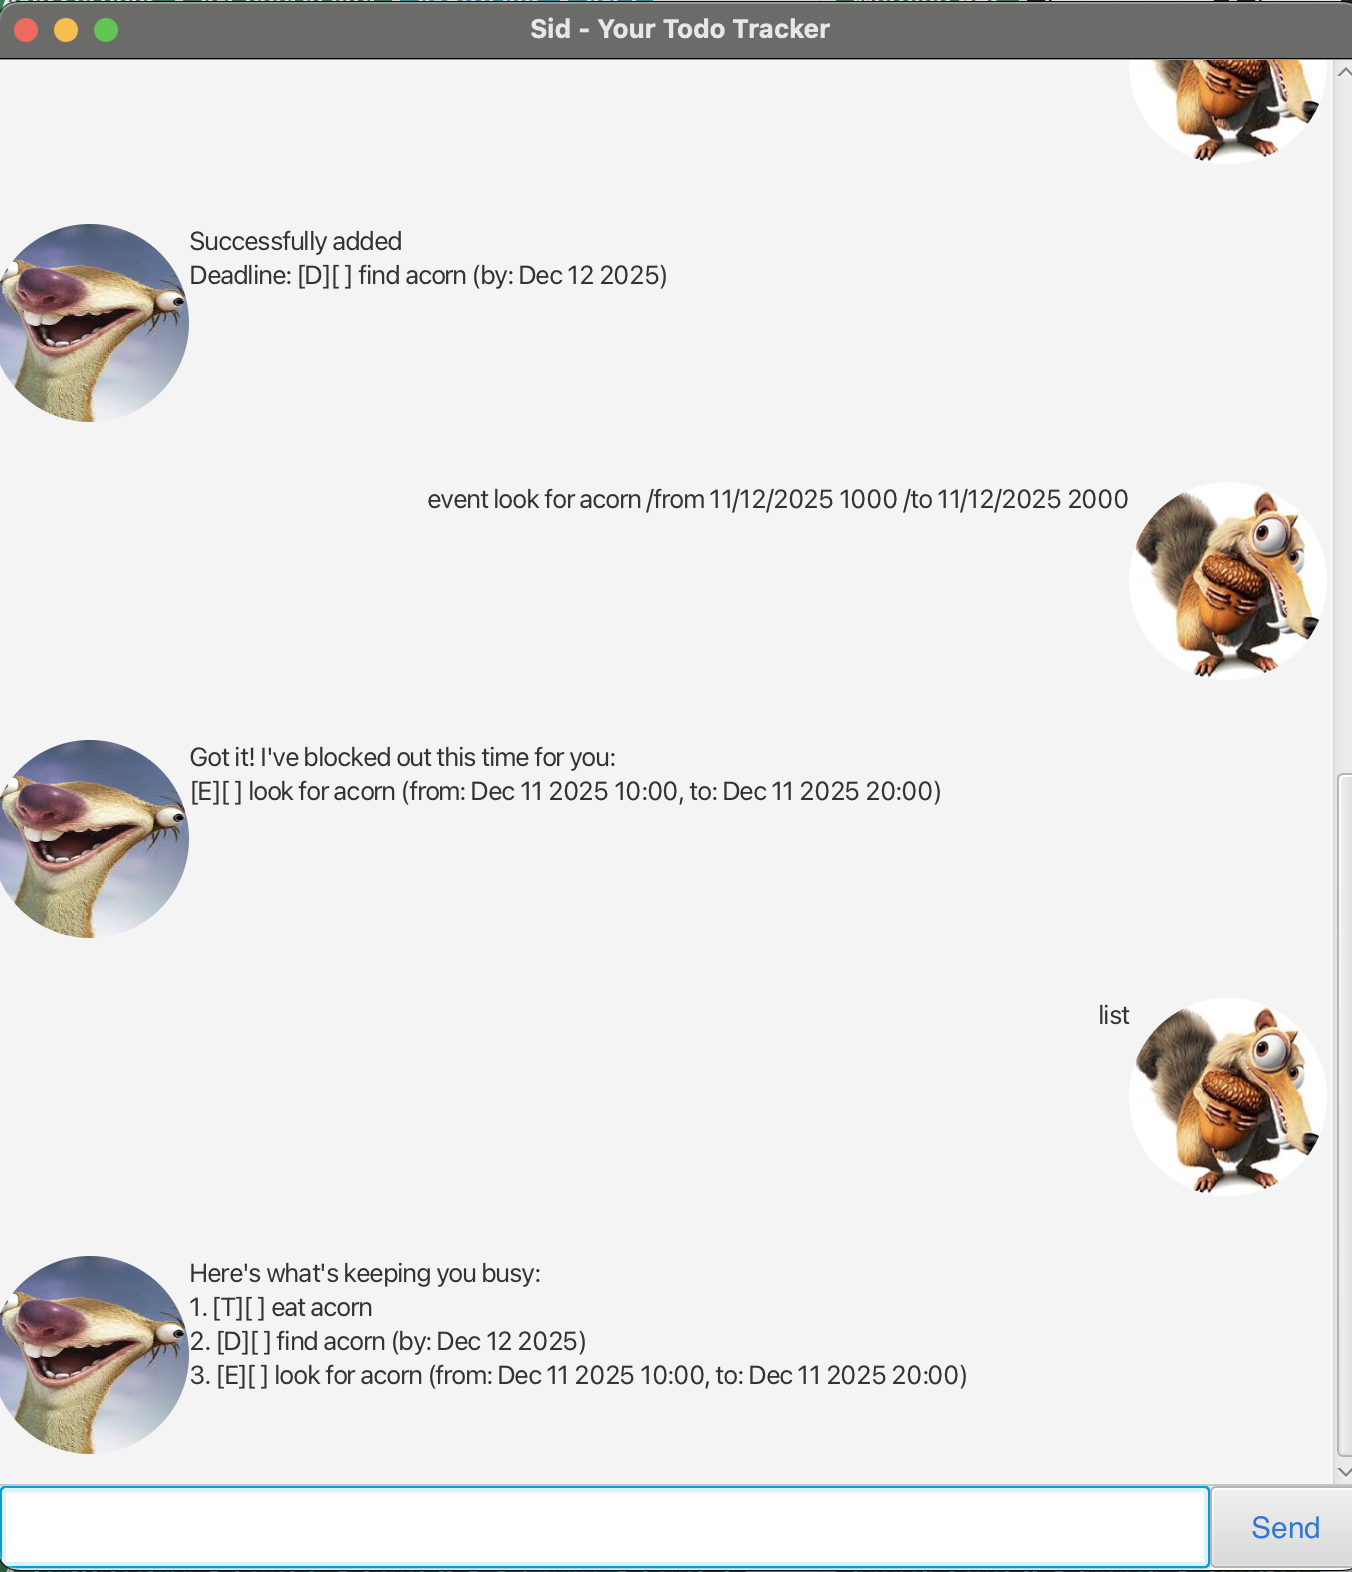 Sid - Your Todo Tracker
Successfully added
Deadline: [D][ ] find acorn (by: Dec 12 2025)
event look for acorn /from 11/12/2025 1000 /to 11/12/2025 2000
Got it! I've blocked out this time for you:
[E][ ] look for acorn (from: Dec 11 2025 10:00, to: Dec 11 2025 20:00)
list
Here's what's keeping you busy:
1. [T][ ] eat acorn
2. [D][ ] find acorn (by: Dec 12 2025)
3. [E][ ] look for acorn (from: Dec 11 2025 10:00, to: Dec 11 2025 20:00)
Send